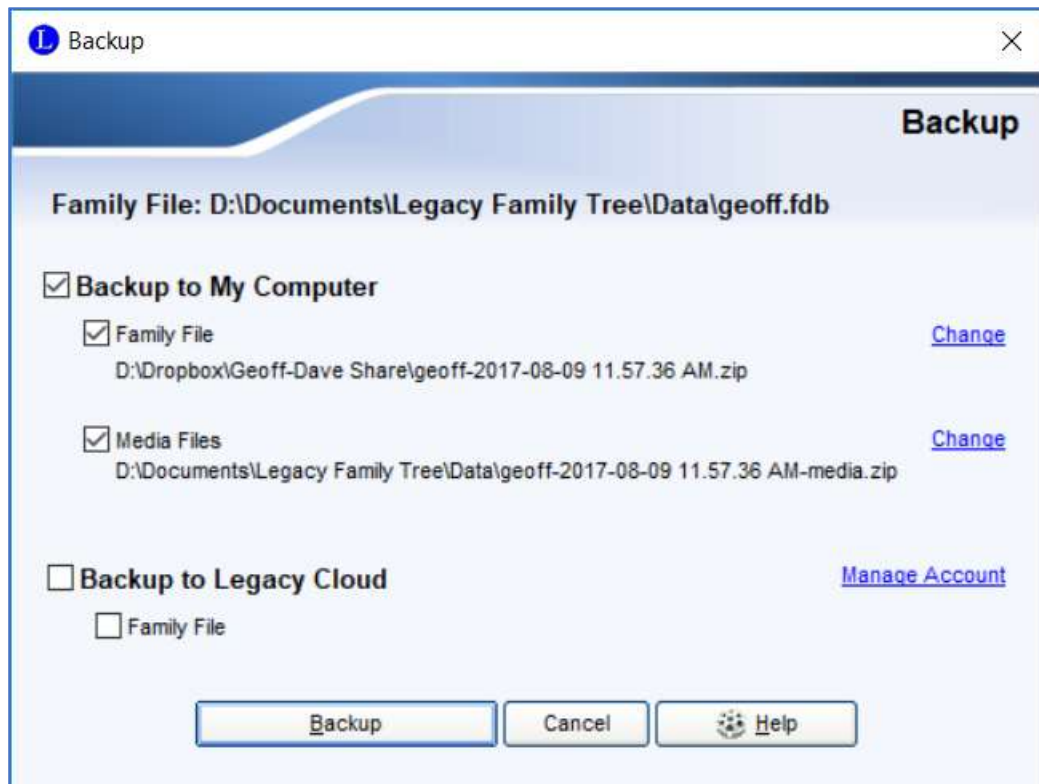 L Backup
Backup
Family File: D:\Documents\Legacy Family Tree\Data\geoff.fdb
Backup to My Computer
Family File Change
D:\Dropbox\Geoff-Dave Share\geoff-2017-08-09 11.57.36 AM.zip
Media Files Change
D:\Documents\Legacy Family Tree\Data\geoff-2017-08-09 11.57.36 AM-media.zip
Backup to Legacy Cloud Manage Account
Family File
Backup Cancel Help